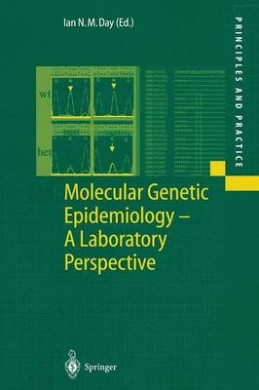 Ian N. M. Day (Ed.)
PRINCIPLES AND PRACTICE
wt
het
Molecular Genetic
Epidemiology –
A Laboratory
Perspective
Springer